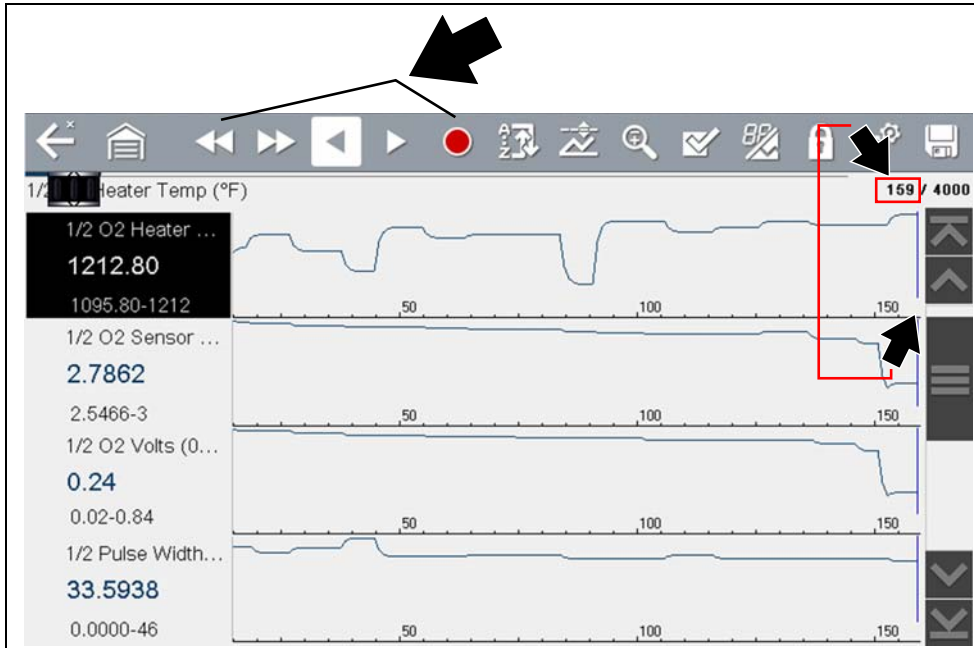 1/2 Heater Temp (°F)
159 / 4000
1/2 O2 Heater ...
1212.80
1095.80-1212
50 100 150
1/2 O2 Sensor ...
2.7862
2.5466-3
50 100 150
1/2 O2 Volts (0...
0.24
0.02-0.84
50 100 150
1/2 Pulse Width...
33.5938
0.0000-46
50 100 150